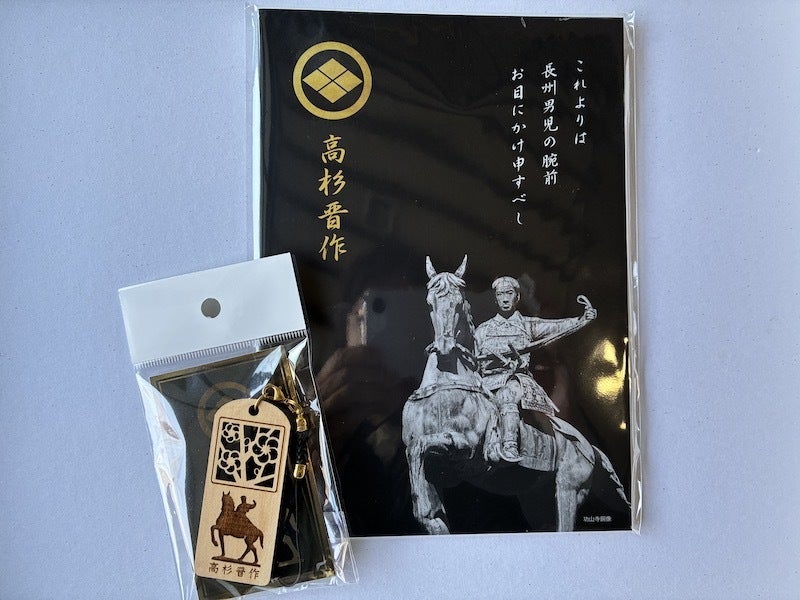 これよりは
長州男児の腕前
お目にかけ申すべし
高杉晋作
功山寺銅像
高杉晋作